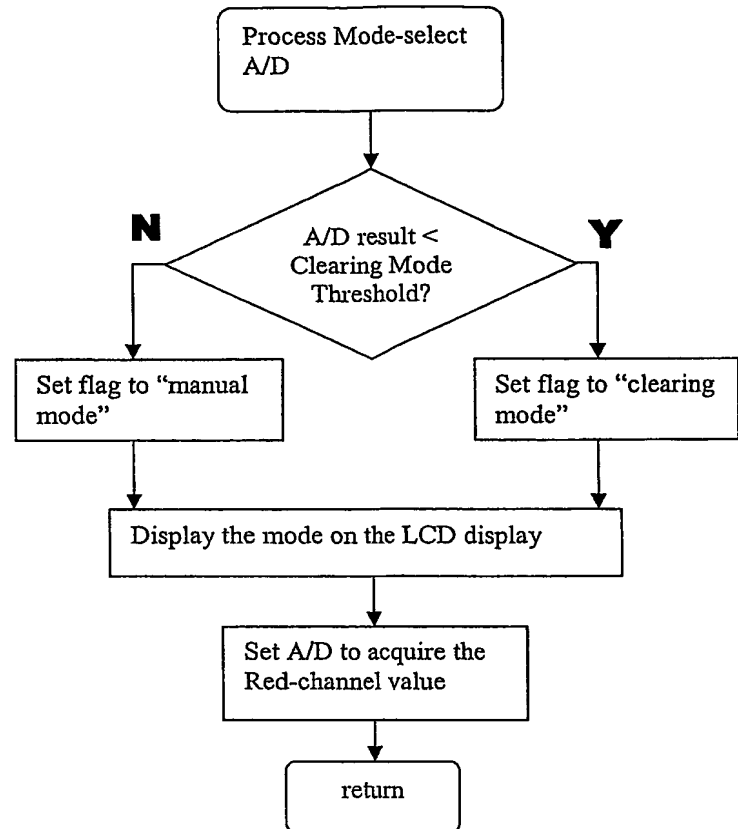 Process Mode-select
A/D
N
A/D result <
Clearing Mode
Threshold?
Y
Set flag to “manual
mode”
Set flag to “clearing
mode”
Display the mode on the LCD display
Set A/D to acquire the
Red-channel value
return